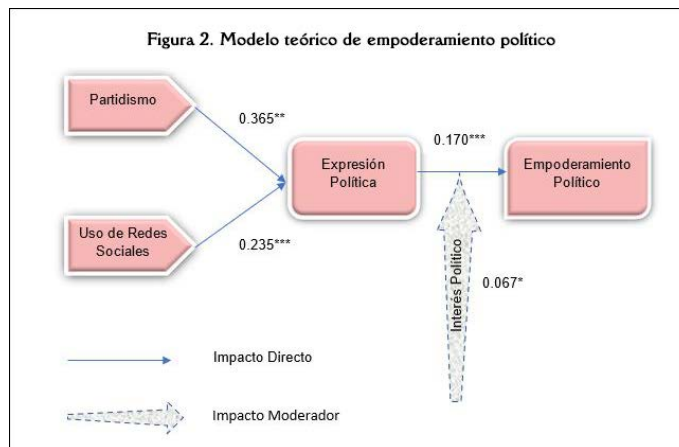 Figura 2. Modelo teórico de empoderamiento político
Partidismo
0.365**
0.170***
Expresión
Política
Empoderamiento
Político
Uso de Redes
Sociales
0.235***
Interés Político
0.067*
Impacto Directo
Impacto Moderador